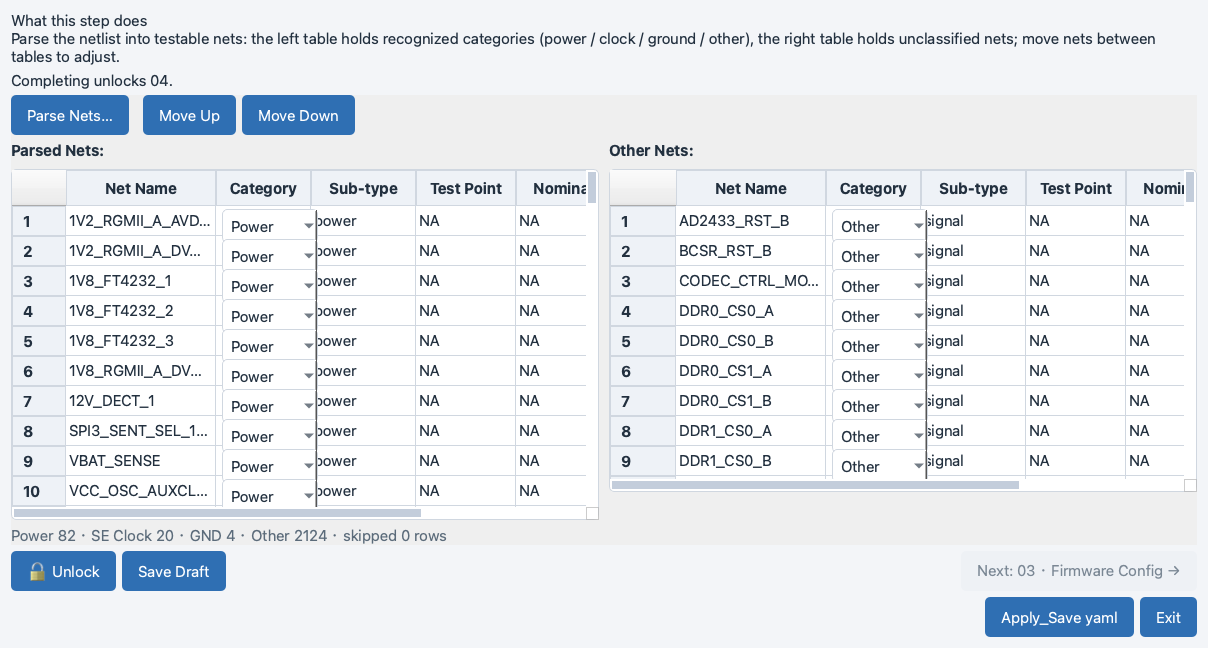 What this step does
Parse the netlist into testable nets: the left table holds recognized categories (power / clock / ground / other), the right table holds unclassified nets; move nets between
tables to adjust.
Completing unlocks 04.
Parse Nets... Move Up Move Down
Parsed Nets:
Net Name Category Sub-type Test Point Nomina
1 1V2_RGMII_A_AVD... Power power NA NA
2 1V2_RGMII_A_DV... Power power NA NA
3 1V8_FT4232_1 Power power NA NA
4 1V8_FT4232_2 Power power NA NA
5 1V8_FT4232_3 Power power NA NA
6 1V8_RGMII_A_DV... Power power NA NA
7 12V_DECT_1 Power power NA NA
8 SPI3_SENT_SEL_1... Power power NA NA
9 VBAT_SENSE Power power NA NA
10 VCC_OSC_AUXCL... Power power NA NA
Other Nets:
Net Name Category Sub-type Test Point Nomi
1 AD2433_RST_B Other signal NA NA
2 BCSR_RST_B Other signal NA NA
3 CODEC_CTRL_MO... Other signal NA NA
4 DDR0_CS0_A Other signal NA NA
5 DDR0_CS0_B Other signal NA NA
6 DDR0_CS1_A Other signal NA NA
7 DDR0_CS1_B Other signal NA NA
8 DDR1_CS0_A Other signal NA NA
9 DDR1_CS0_B Other signal NA NA
Power 82 · SE Clock 20 · GND 4 · Other 2124 · skipped 0 rows
🔓 Unlock Save Draft
Next: 03 · Firmware Config →
Apply_Save yaml Exit